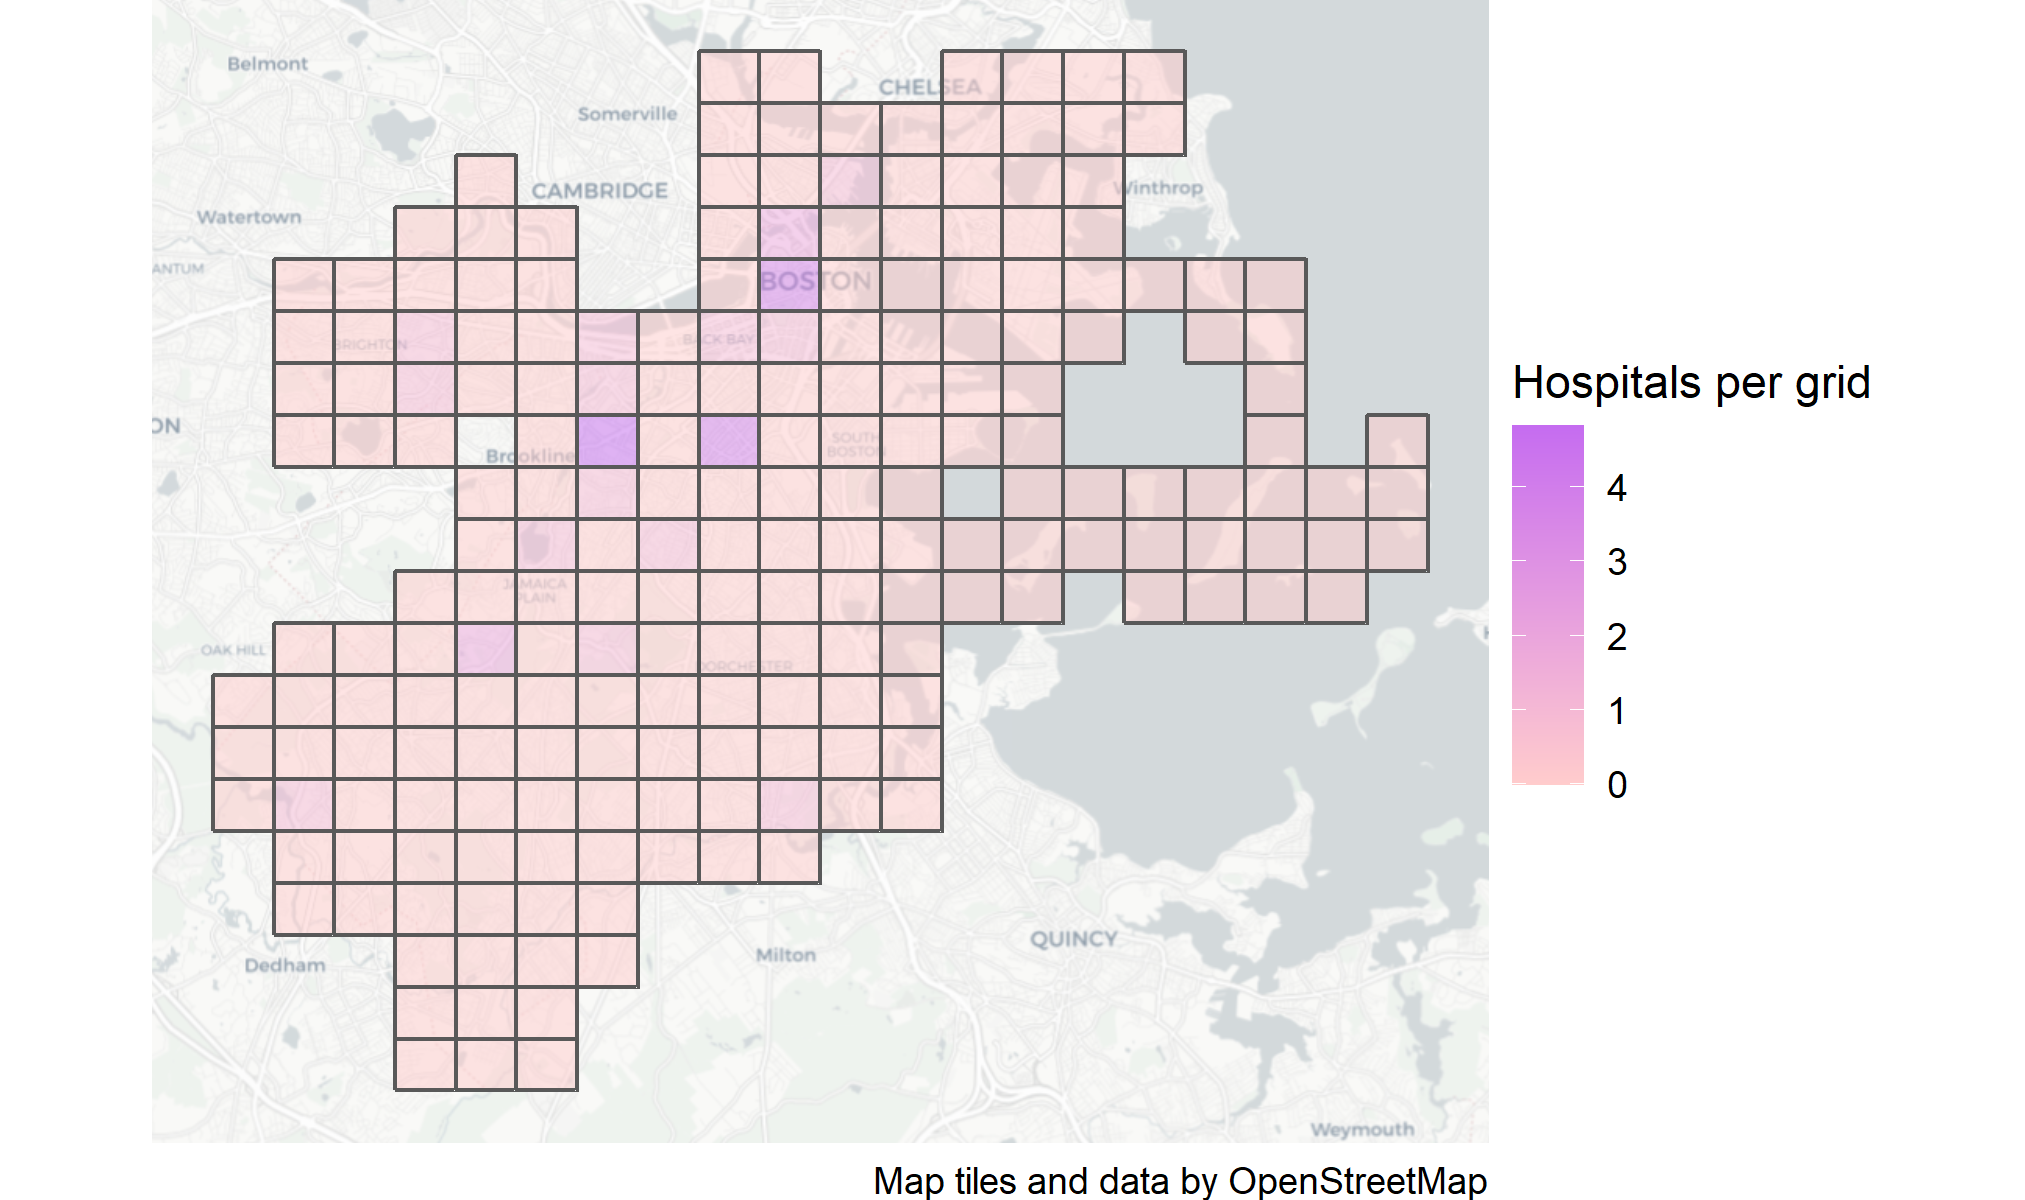 Belmont
CHELSEA
Somerville
CAMBRIDGE
Winthrop
Watertown
ANTUM
BOSTON
BRIGHTON
BACK BAY
ON
Brookline
SOUTH
BOSTON
JAMAICA
PLAIN
OAK HILL
DORCHESTER
QUINCY
Milton
Dedham
Weymouth
Hospitals per grid
4
3
2
1
0
Map tiles and data by OpenStreetMap